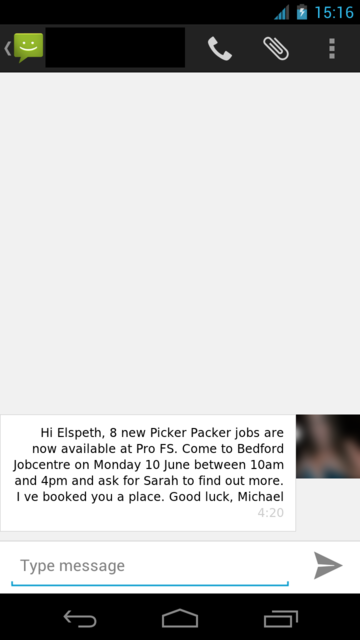 15:16
Hi Elspeth, 8 new Picker Packer jobs are
now available at Pro FS. Come to Bedford
Jobcentre on Monday 10 June between 10am
and 4pm and ask for Sarah to find out more.
I ve booked you a place. Good luck, Michael
4:20
Type message